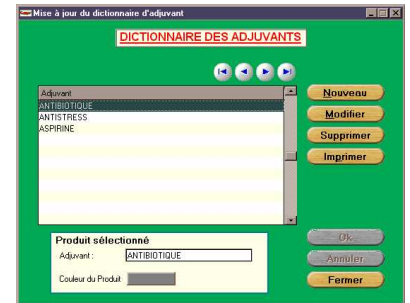 Mise à jour du dictionnaire d'adjuvant
DICTIONNAIRE DES ADJUVANTS
Adjuvant
ANTIBIOTIQUE
ANTISTRESS
ASPIRINE
Nouveau
Modifier
Supprimer
Imprimer
Produit sélectionné
Adjuvant : ANTIBIOTIQUE
Couleur du Produit
Ok
Annuler
Fermer